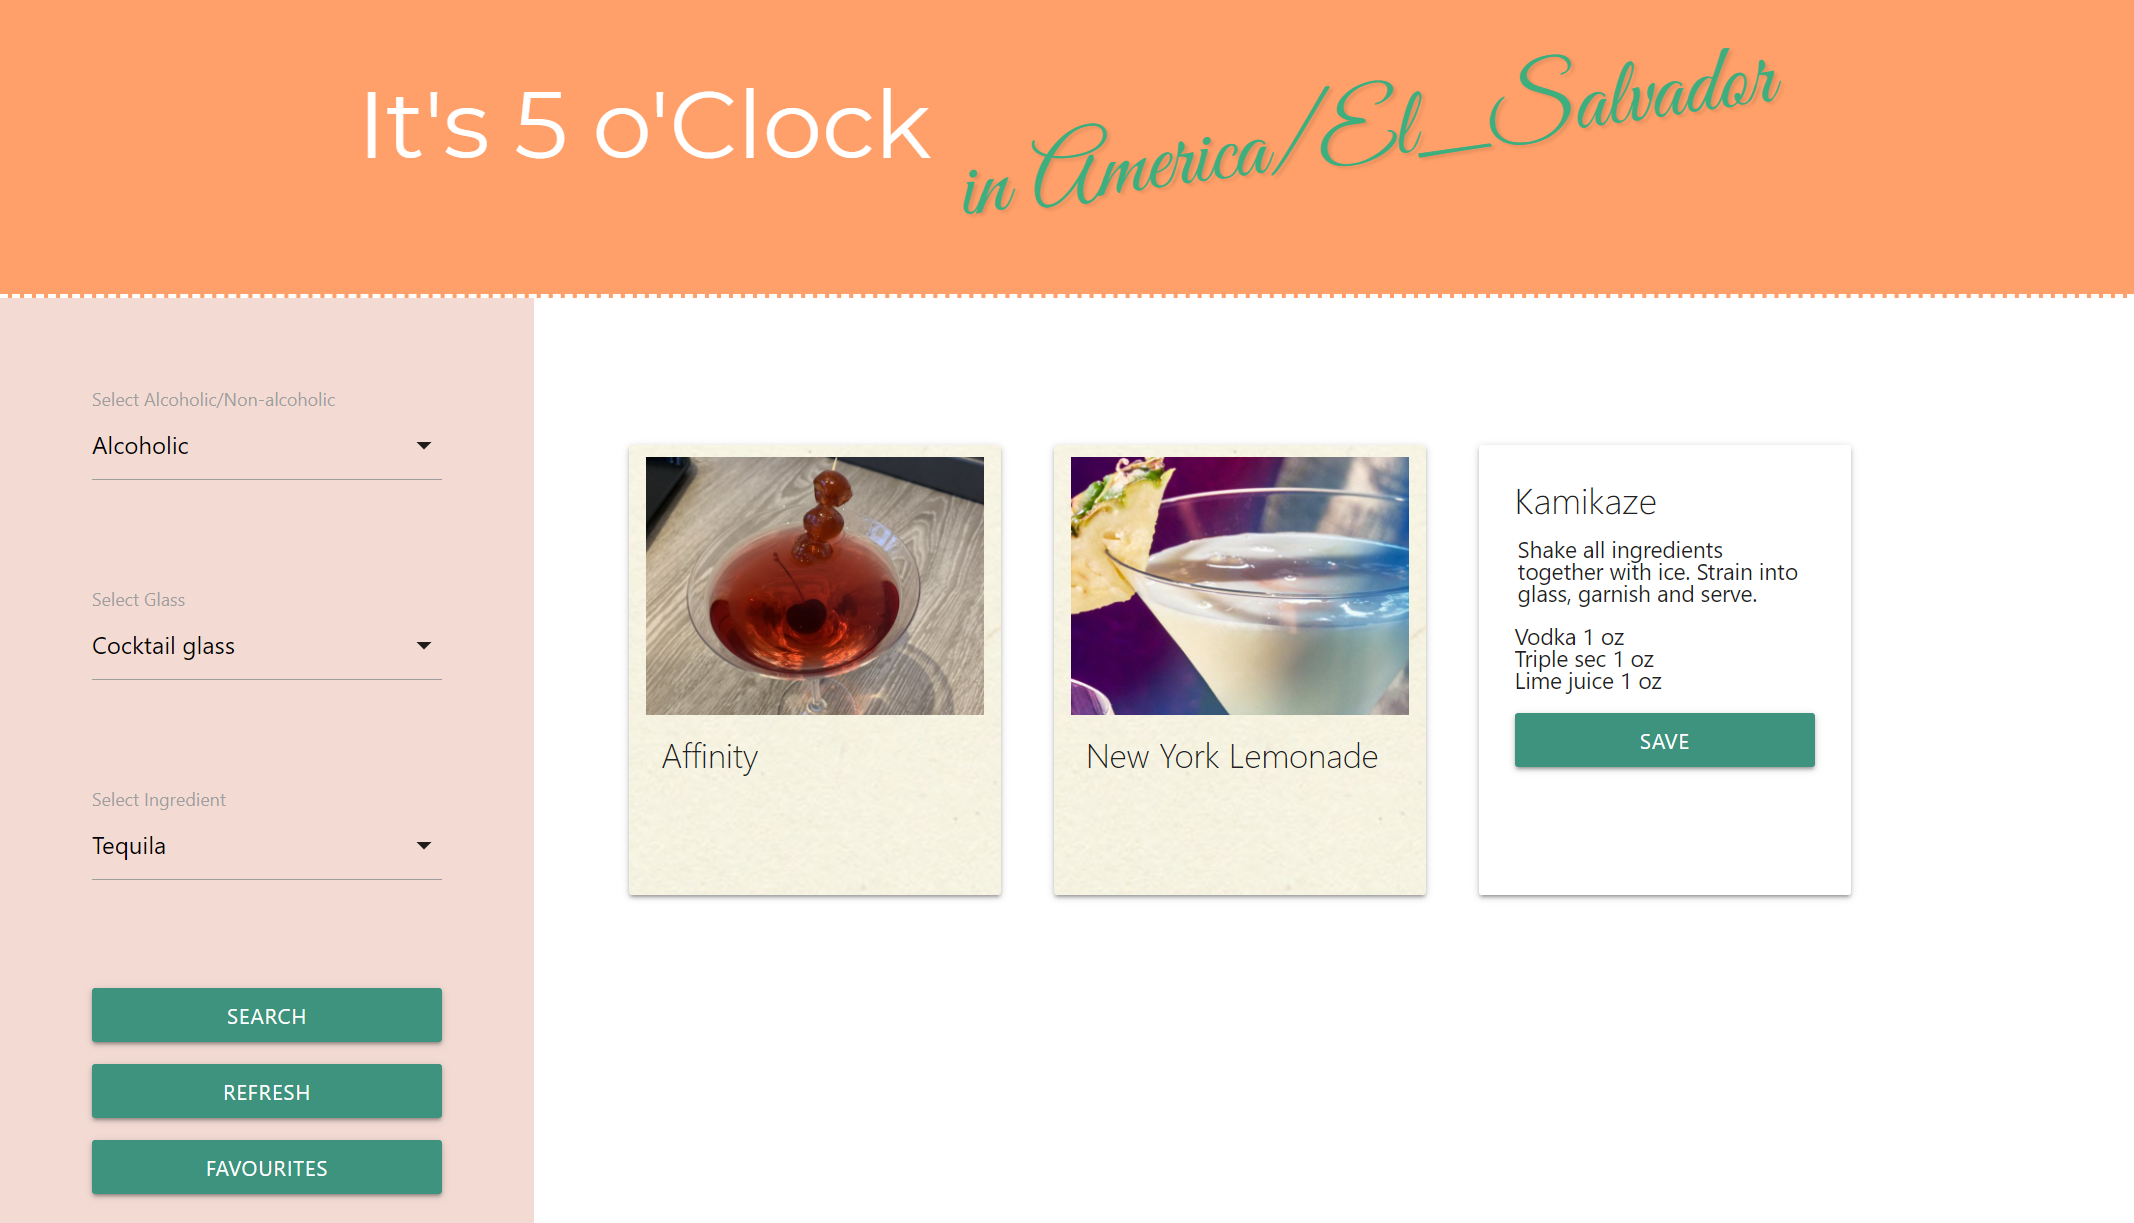 It's 5 o'Clock
in America/El_Salvador
Select Alcoholic/Non-alcoholic
Alcoholic
Select Glass
Cocktail glass
Select Ingredient
Tequila
SEARCH
REFRESH
FAVOURITES
Affinity
New York Lemonade
Kamikaze
Shake all ingredients
together with ice. Strain into
glass, garnish and serve.
Vodka 1 oz
Triple sec 1 oz
Lime juice 1 oz
SAVE